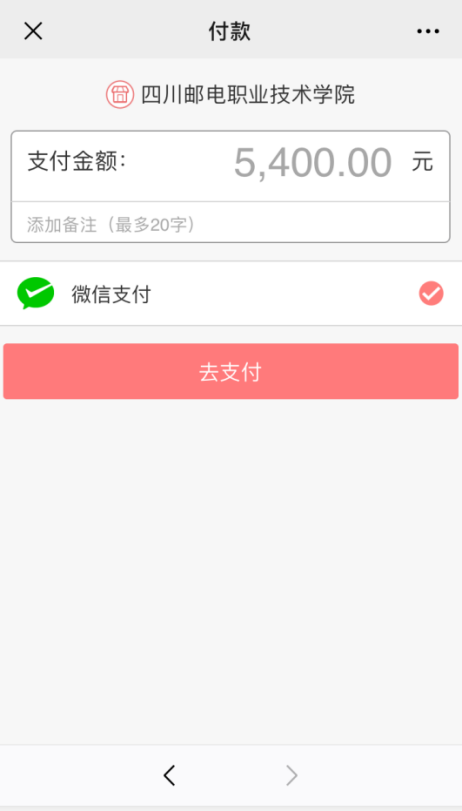 付款
四川邮电职业技术学院
支付金额：
5,400.00 元
添加备注（最多20字）
微信支付
去支付